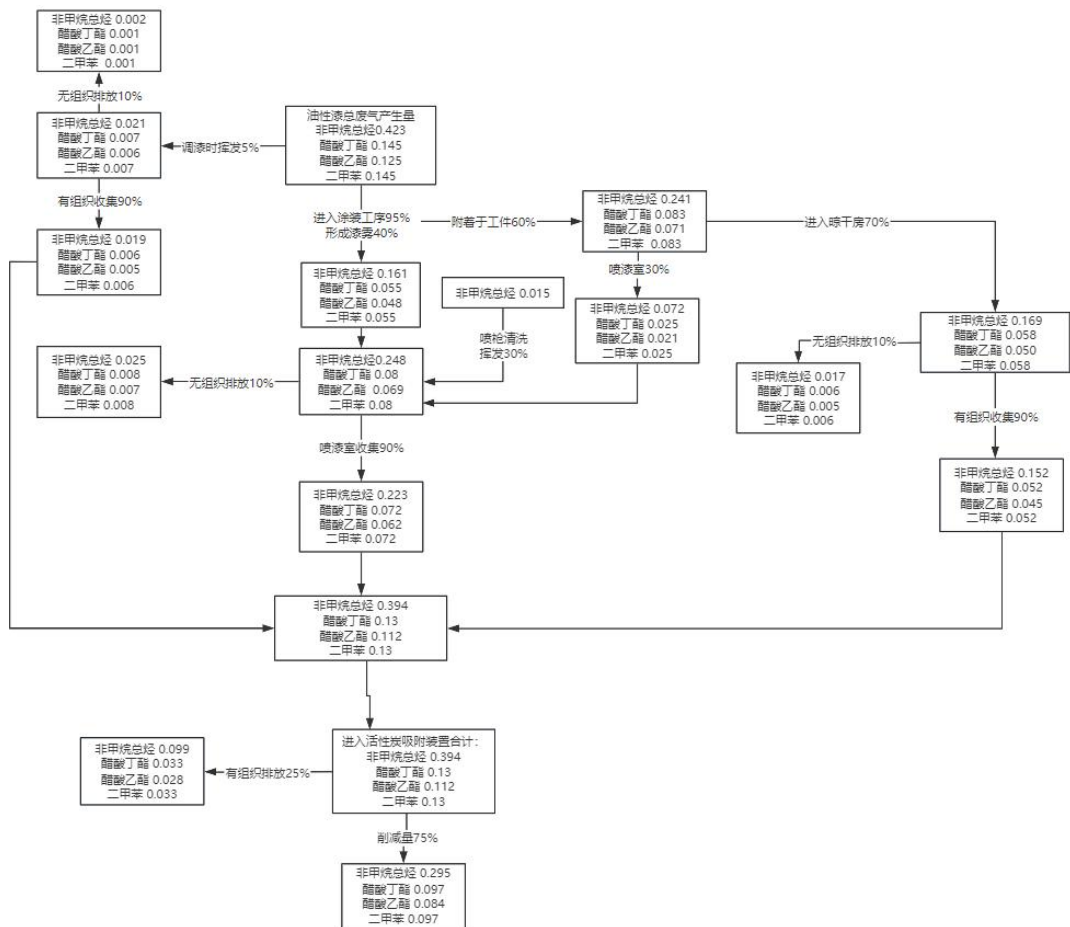 非甲烷总烃 0.002
醋酸丁酯 0.001
醋酸乙酯 0.001
二甲苯 0.001
无组织排放10%
非甲烷总烃 0.021
醋酸丁酯 0.007
醋酸乙酯 0.006
二甲苯 0.007
调漆时挥发5%
油性漆总废气产生量
非甲烷总烃0.423
醋酸丁酯 0.145
醋酸乙酯 0.125
二甲苯 0.145
有组织收集90%
非甲烷总烃 0.019
醋酸丁酯 0.006
醋酸乙酯 0.005
二甲苯 0.006
进入涂装工序95%
形成漆雾40%
附着于工件60%
非甲烷总烃 0.241
醋酸丁酯 0.083
醋酸乙酯 0.071
二甲苯 0.083
进入晾干房70%
喷漆室30%
非甲烷总烃 0.161
醋酸丁酯 0.055
醋酸乙酯 0.048
二甲苯 0.055
非甲烷总烃 0.015
喷枪清洗
挥发30%
非甲烷总烃 0.072
醋酸丁酯 0.025
醋酸乙酯 0.021
二甲苯 0.025
非甲烷总烃 0.169
醋酸丁酯 0.058
醋酸乙酯 0.050
二甲苯 0.058
无组织排放10%
非甲烷总烃 0.017
醋酸丁酯 0.006
醋酸乙酯 0.005
二甲苯 0.006
有组织收集90%
非甲烷总烃 0.025
醋酸丁酯 0.008
醋酸乙酯 0.007
二甲苯 0.008
无组织排放10%
非甲烷总烃0.248
醋酸丁酯 0.08
醋酸乙酯 0.069
二甲苯 0.08
喷漆室收集90%
非甲烷总烃 0.223
醋酸丁酯 0.072
醋酸乙酯 0.062
二甲苯 0.072
非甲烷总烃 0.152
醋酸丁酯 0.052
醋酸乙酯 0.045
二甲苯 0.052
非甲烷总烃 0.394
醋酸丁酯 0.13
醋酸乙酯 0.112
二甲苯 0.13
进入活性炭吸附装置合计：
非甲烷总烃 0.394
醋酸丁酯 0.13
醋酸乙酯 0.112
二甲苯 0.13
有组织排放25%
非甲烷总烃 0.099
醋酸丁酯 0.033
醋酸乙酯 0.028
二甲苯 0.033
削减量75%
非甲烷总烃 0.295
醋酸丁酯 0.097
醋酸乙酯 0.084
二甲苯 0.097